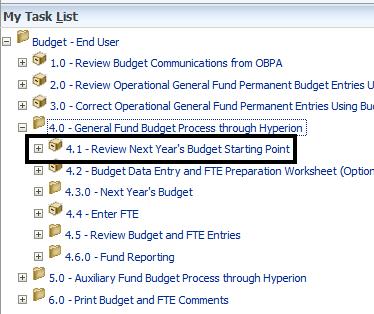 My Task List
Budget - End User
1.0 - Review Budget Communications from OBPA
2.0 - Review Operational General Fund Permanent Budget Entries U
3.0 - Correct Operational General Fund Permanent Entries Using Bu
4.0 - General Fund Budget Process through Hyperion
4.1 - Review Next Year's Budget Starting Point
4.2 - Budget Data Entry and FTE Preparation Worksheet (Option
4.3.0 - Next Year's Budget
4.4 - Enter FTE
4.5 - Review Budget and FTE Entries
4.6.0 - Fund Reporting
5.0 - Auxiliary Fund Budget Process through Hyperion
6.0 - Print Budget and FTE Comments